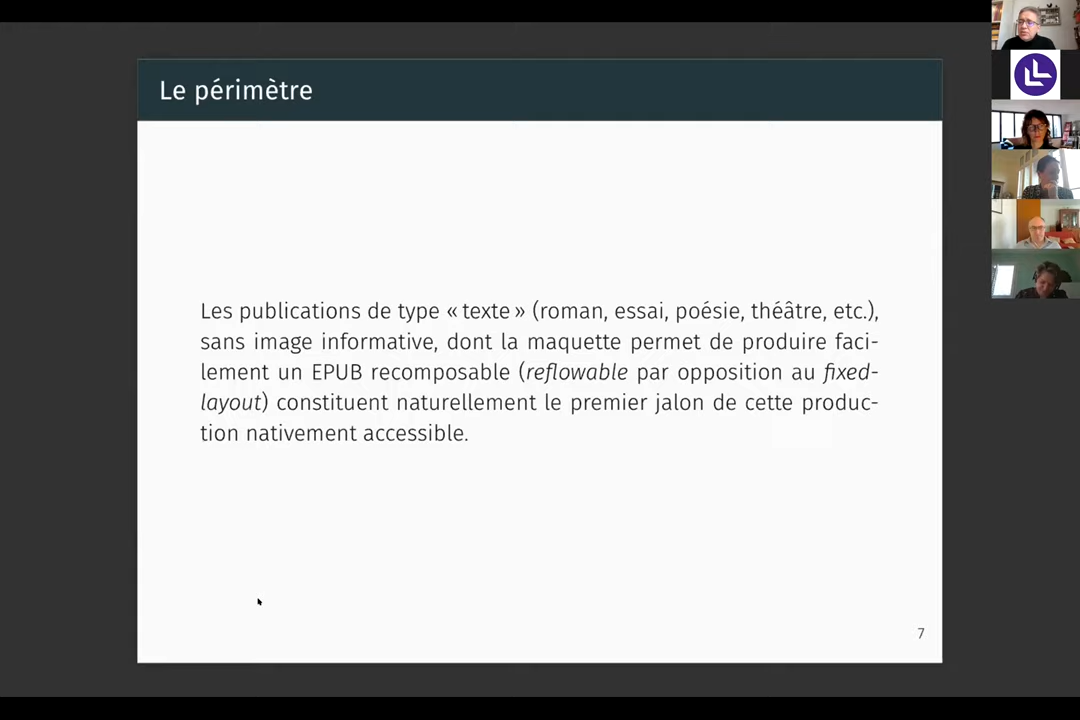 Le périmètre
Les publications de type « texte » (roman, essai, poésie, théâtre, etc.),
sans image informative, dont la maquette permet de produire faci-
lement un EPUB recomposable (reflowable par opposition au fixed-
layout) constituent naturellement le premier jalon de cette produc-
tion nativement accessible.
7